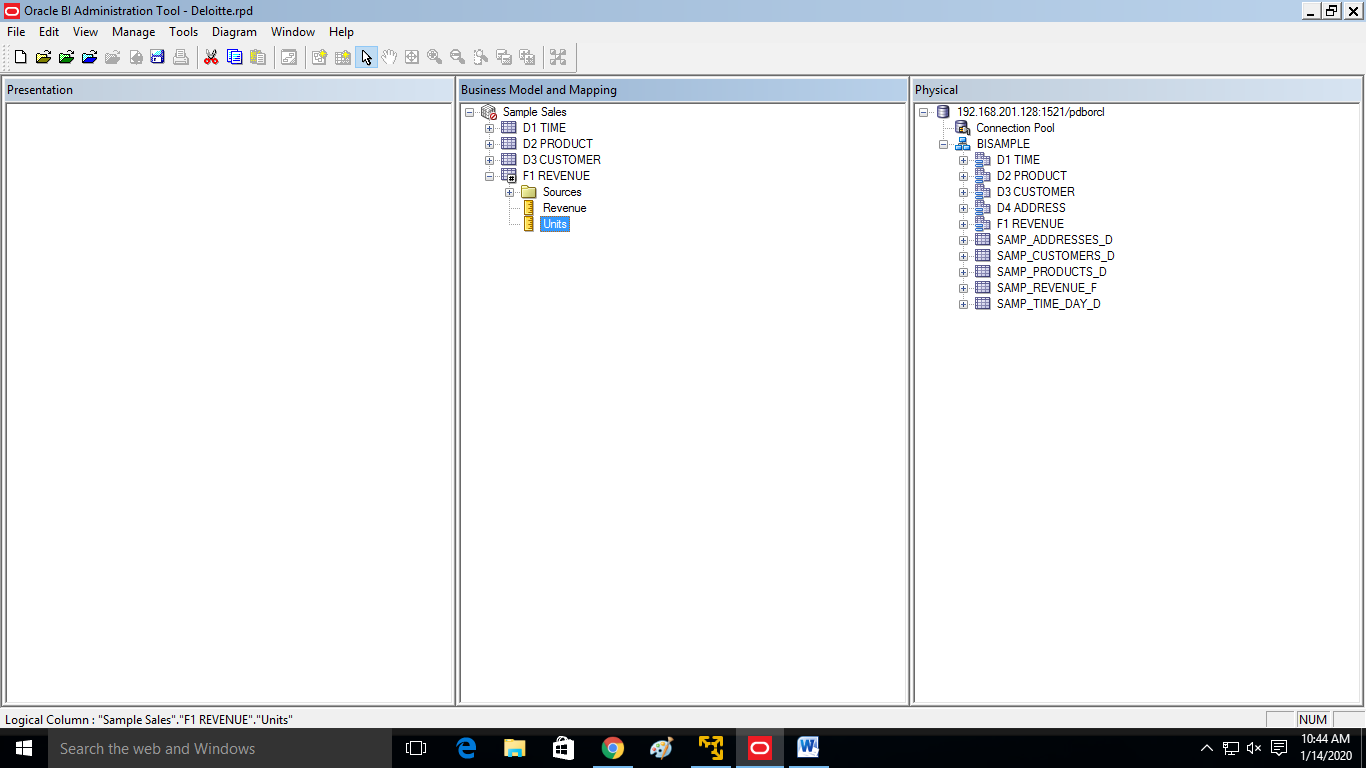 Oracle BI Administration Tool - Deloitte.rpd
File Edit View Manage Tools Diagram Window Help
Presentation
Business Model and Mapping
Sample Sales
D1 TIME
D2 PRODUCT
D3 CUSTOMER
F1 REVENUE
Sources
Revenue
Units
Physical
192.168.201.128:1521/pdborcl
Connection Pool
BISAMPLE
D1 TIME
D2 PRODUCT
D3 CUSTOMER
D4 ADDRESS
F1 REVENUE
SAMP_ADDRESSES_D
SAMP_CUSTOMERS_D
SAMP_PRODUCTS_D
SAMP_REVENUE_F
SAMP_TIME_DAY_D
Logical Column : "Sample Sales"."F1 REVENUE"."Units"
NUM
Search the web and Windows
10:44 AM
1/14/2020